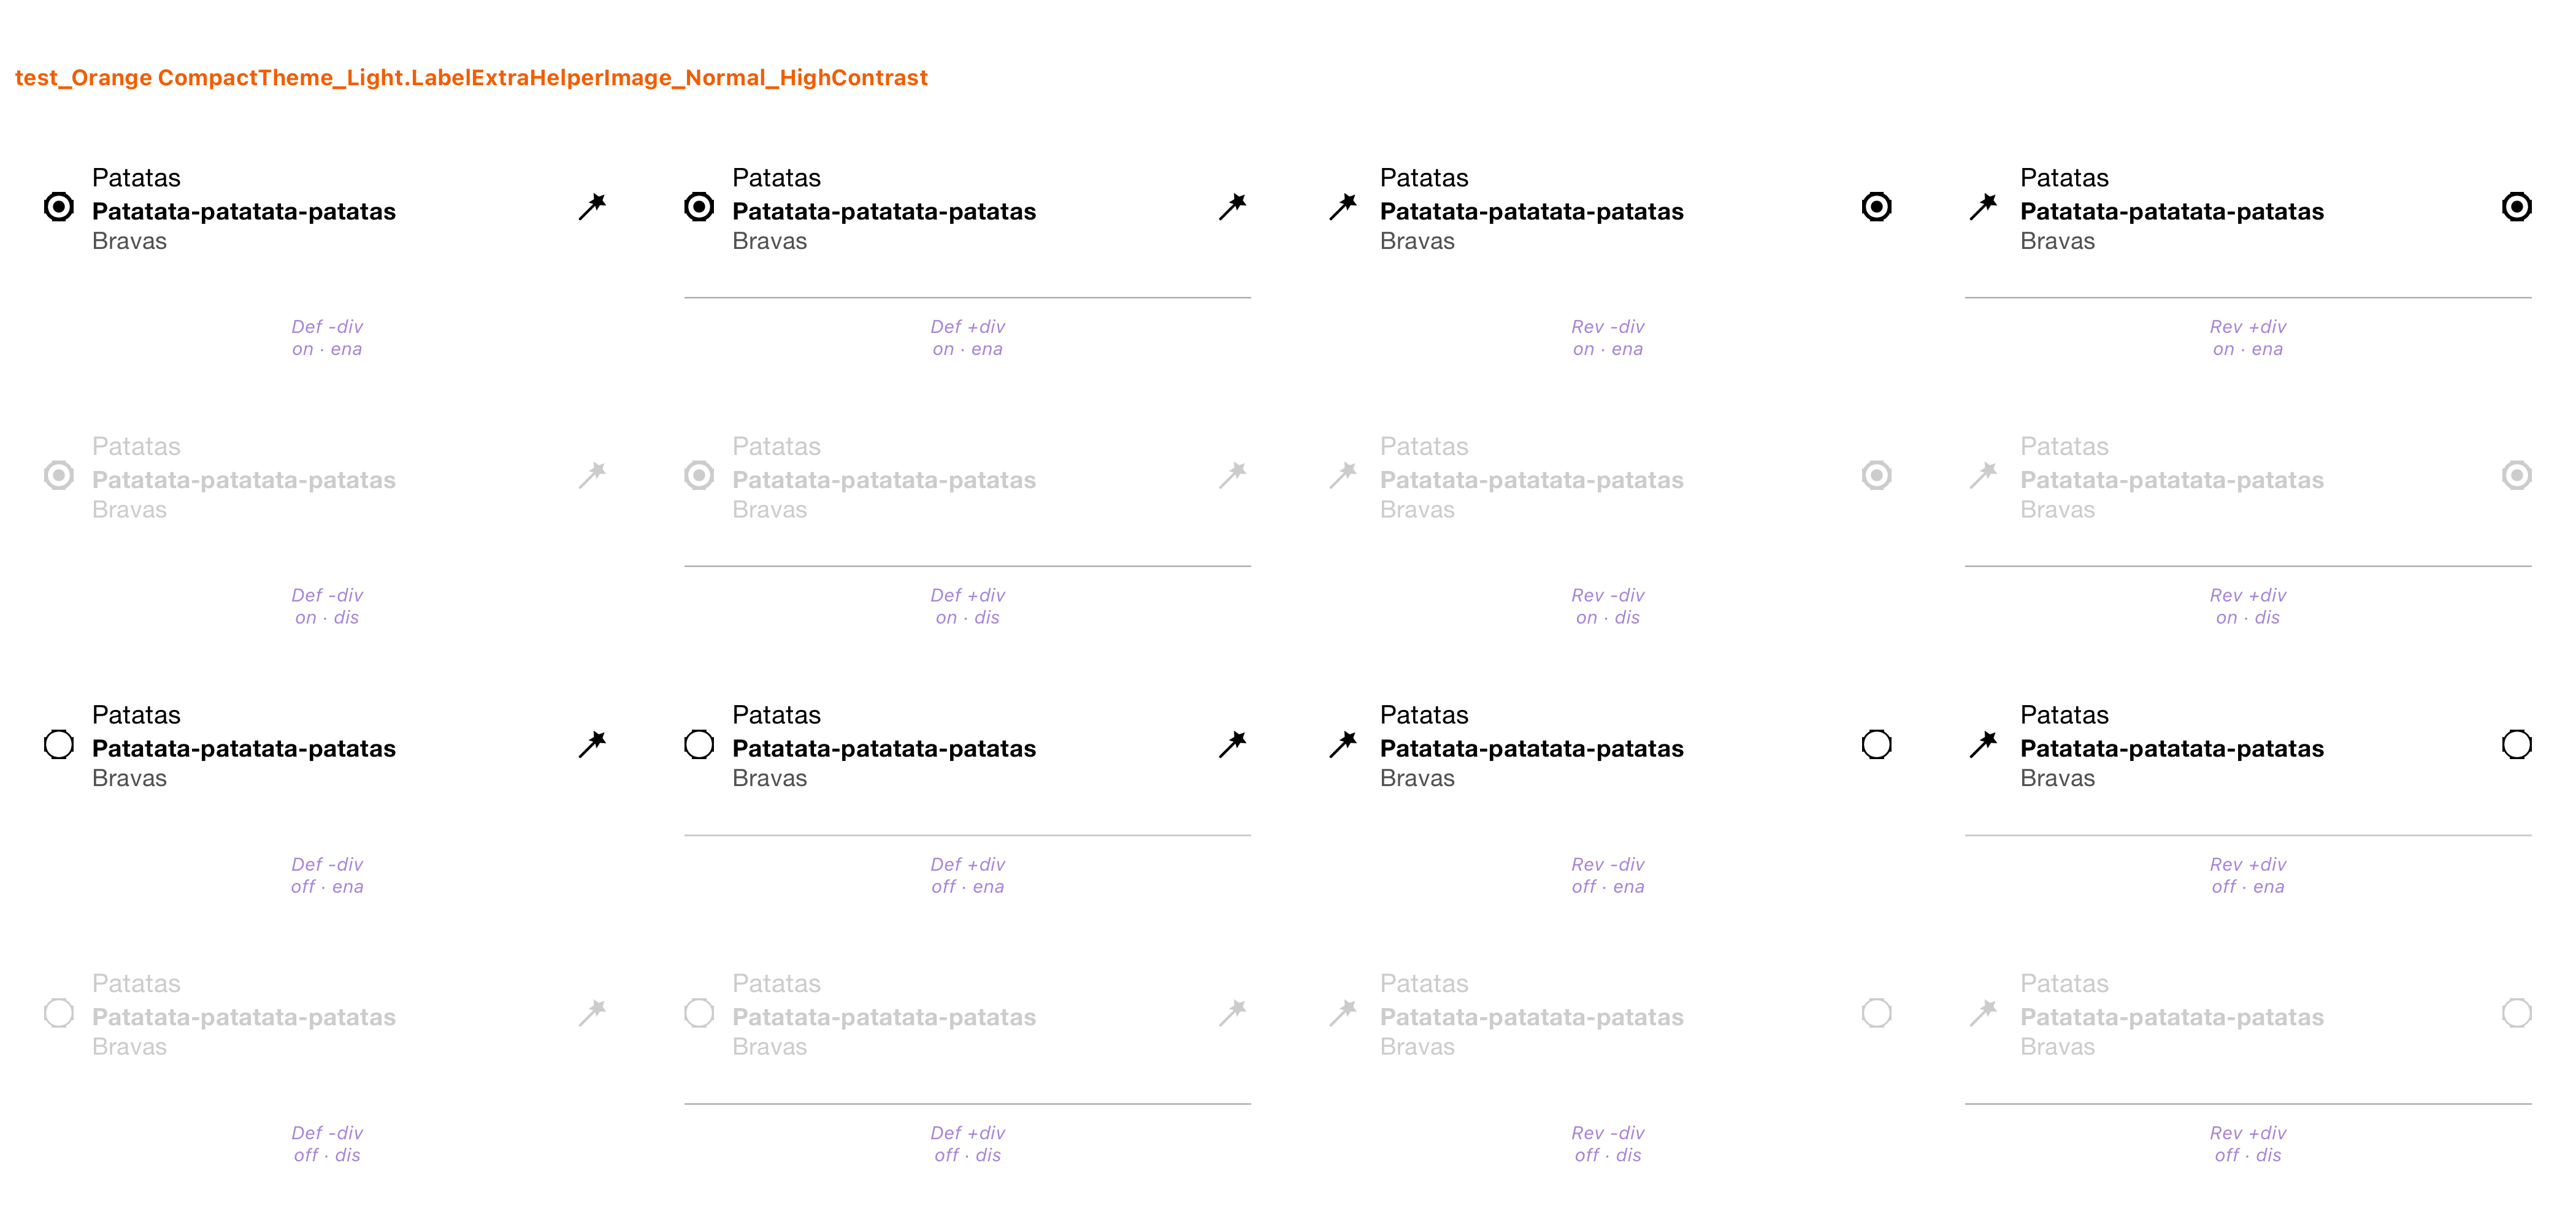 test_Orange CompactTheme_Light.LabelExtraHelperImage_Normal_HighContrast
Patatas
Patatata-patatata-patatas
Bravas
Def -div
on · ena
Patatas
Patatata-patatata-patatas
Bravas
Def +div
on · ena
Patatas
Patatata-patatata-patatas
Bravas
Rev -div
on · ena
Patatas
Patatata-patatata-patatas
Bravas
Rev +div
on · ena
Patatas
Patatata-patatata-patatas
Bravas
Def -div
on · dis
Patatas
Patatata-patatata-patatas
Bravas
Def +div
on · dis
Patatas
Patatata-patatata-patatas
Bravas
Rev -div
on · dis
Patatas
Patatata-patatata-patatas
Bravas
Rev +div
on · dis
Patatas
Patatata-patatata-patatas
Bravas
Def -div
off · ena
Patatas
Patatata-patatata-patatas
Bravas
Def +div
off · ena
Patatas
Patatata-patatata-patatas
Bravas
Rev -div
off · ena
Patatas
Patatata-patatata-patatas
Bravas
Rev +div
off · ena
Patatas
Patatata-patatata-patatas
Bravas
Def -div
off · dis
Patatas
Patatata-patatata-patatas
Bravas
Def +div
off · dis
Patatas
Patatata-patatata-patatas
Bravas
Rev -div
off · dis
Patatas
Patatata-patatata-patatas
Bravas
Rev +div
off · dis